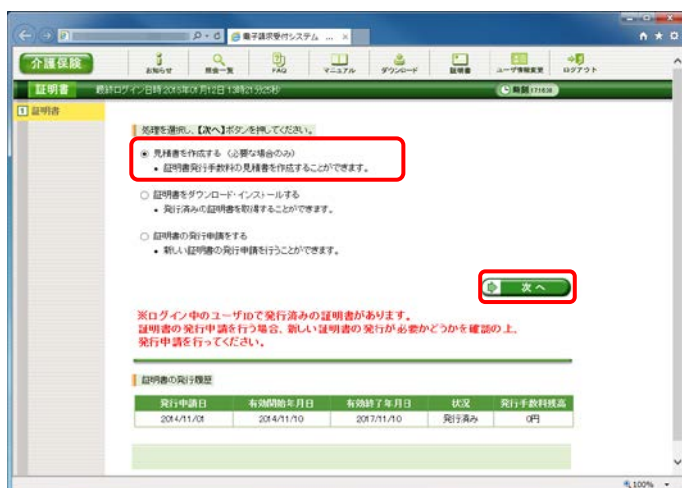 電子請求受付システム ... ×
介護保険
お知らせ 照会一覧 FAQ マニュアル ダウンロード 証明書 ユーザ情報変更 ログアウト
証明書 最終ログイン日時:2015年01月12日 13時21分25秒
1 証明書
処理を選択し、【次へ】ボタンを押してください。
見積書を作成する (必要な場合のみ)
• 証明書発行手数料の見積書を作成することができます。
証明書をダウンロード・インストールする
• 発行済みの証明書を取得することができます。
証明書の発行申請をする
• 新しい証明書の発行申請を行うことができます。
次へ
※ログイン中のユーザIDで発行済みの証明書があります。
証明書の発行申請を行う場合、新しい証明書の発行が必要かどうかを確認の上、
発行申請を行ってください。
証明書の発行履歴
発行申請日 有効開始年月日 有効終了年月日 状況 発行手数料残高
2014/11/01 2014/11/10 2017/11/10 発行済み 0円
100%